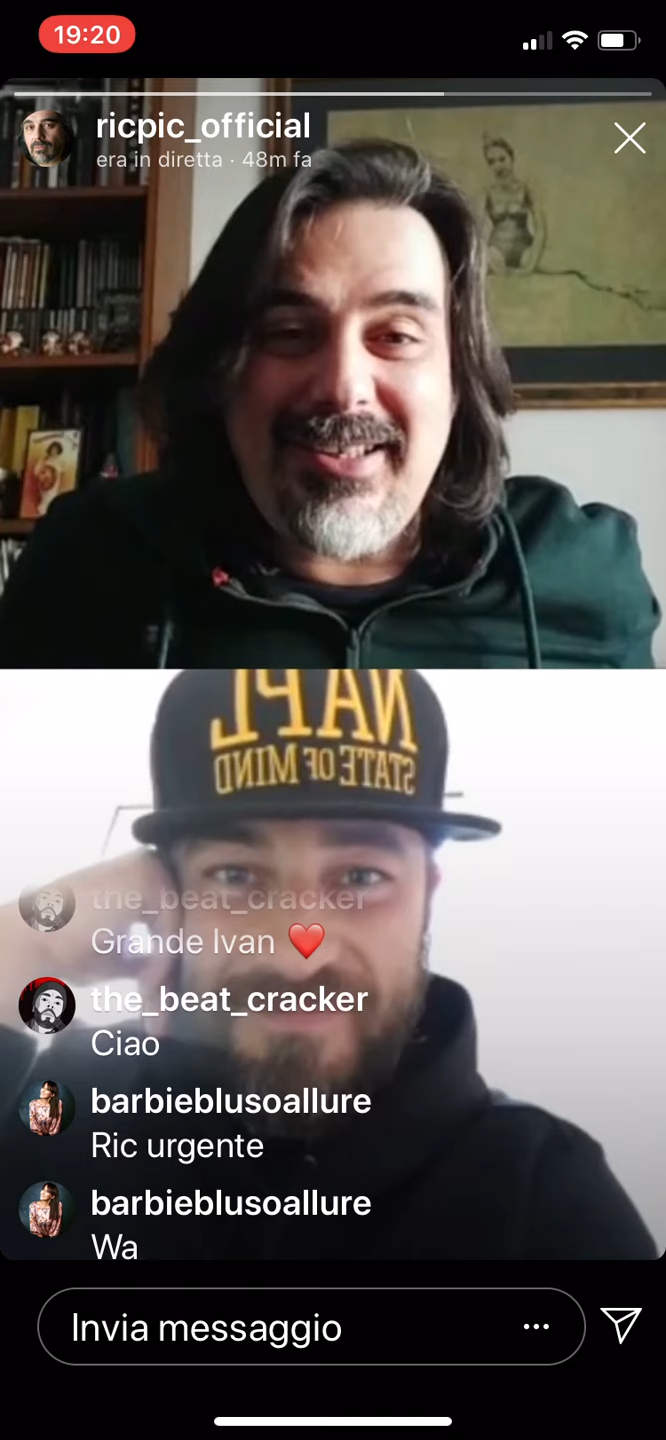 19:20
ricpic_official
era in diretta · 48m fa
NAPL
STATE OF MIND
the_beat_cracker
Grande Ivan ❤️
the_beat_cracker
Ciao
barbieblusoallure
Ric urgente
barbieblusoallure
Wa
Invia messaggio